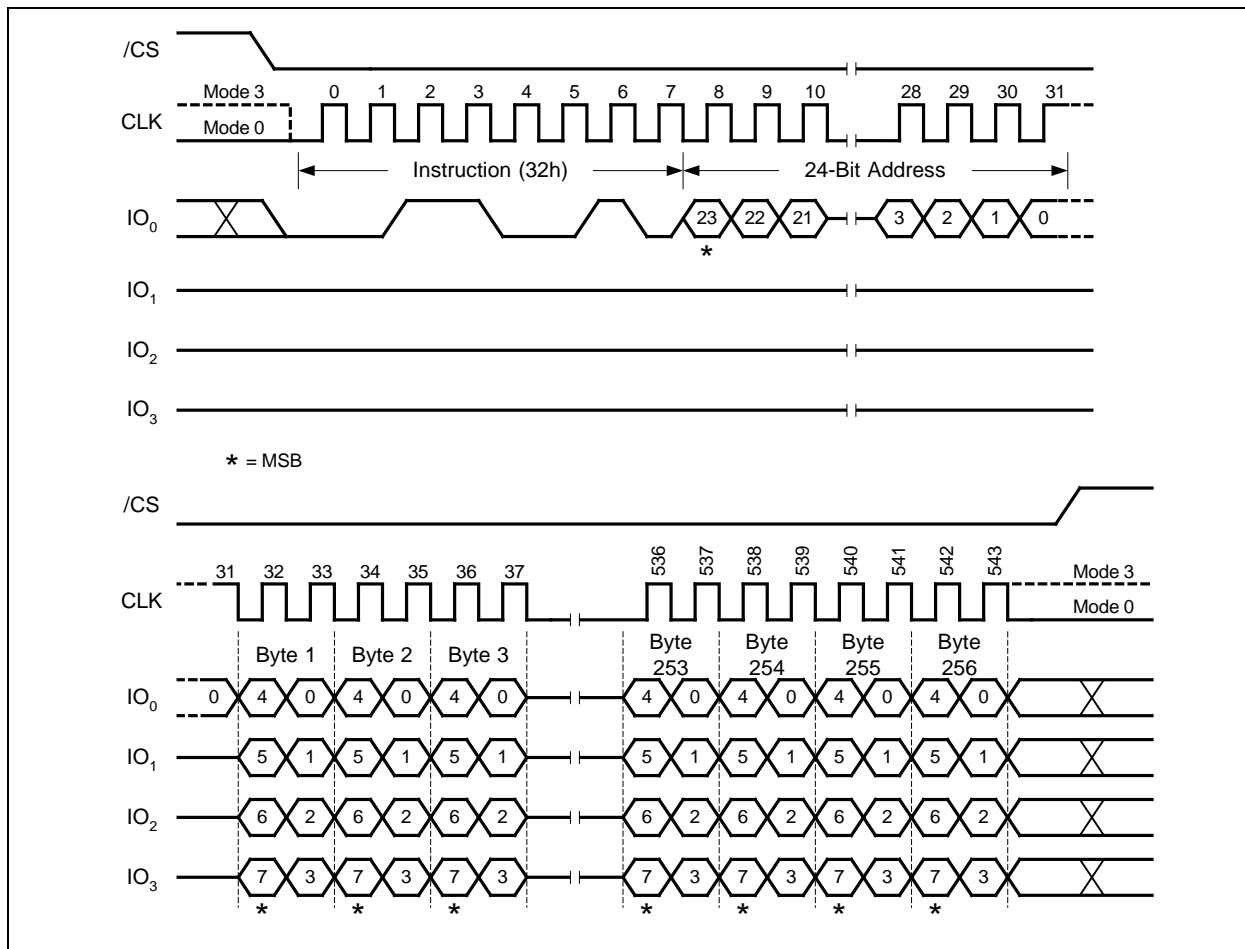 /CS
Mode 3 0 1 2 3 4 5 6 7 8 9 10 28 29 30 31
CLK
Mode 0
Instruction (32h) 24-Bit Address
IO0 23 22 21 3 2 1 0
*
IO1
IO2
IO3
* = MSB
/CS
31 32 33 34 35 36 37 536 537 538 539 540 541 542 543
CLK Mode 3
Mode 0
Byte 1 Byte 2 Byte 3 Byte 253 Byte 254 Byte 255 Byte 256
IO0 0 4 0 4 0 4 0 4 0 4 0 4 0 4 0
IO1 5 1 5 1 5 1 5 1 5 1 5 1 5 1
IO2 6 2 6 2 6 2 6 2 6 2 6 2 6 2
IO3 7 3 7 3 7 3 7 3 7 3 7 3 7 3
* * * * * * *